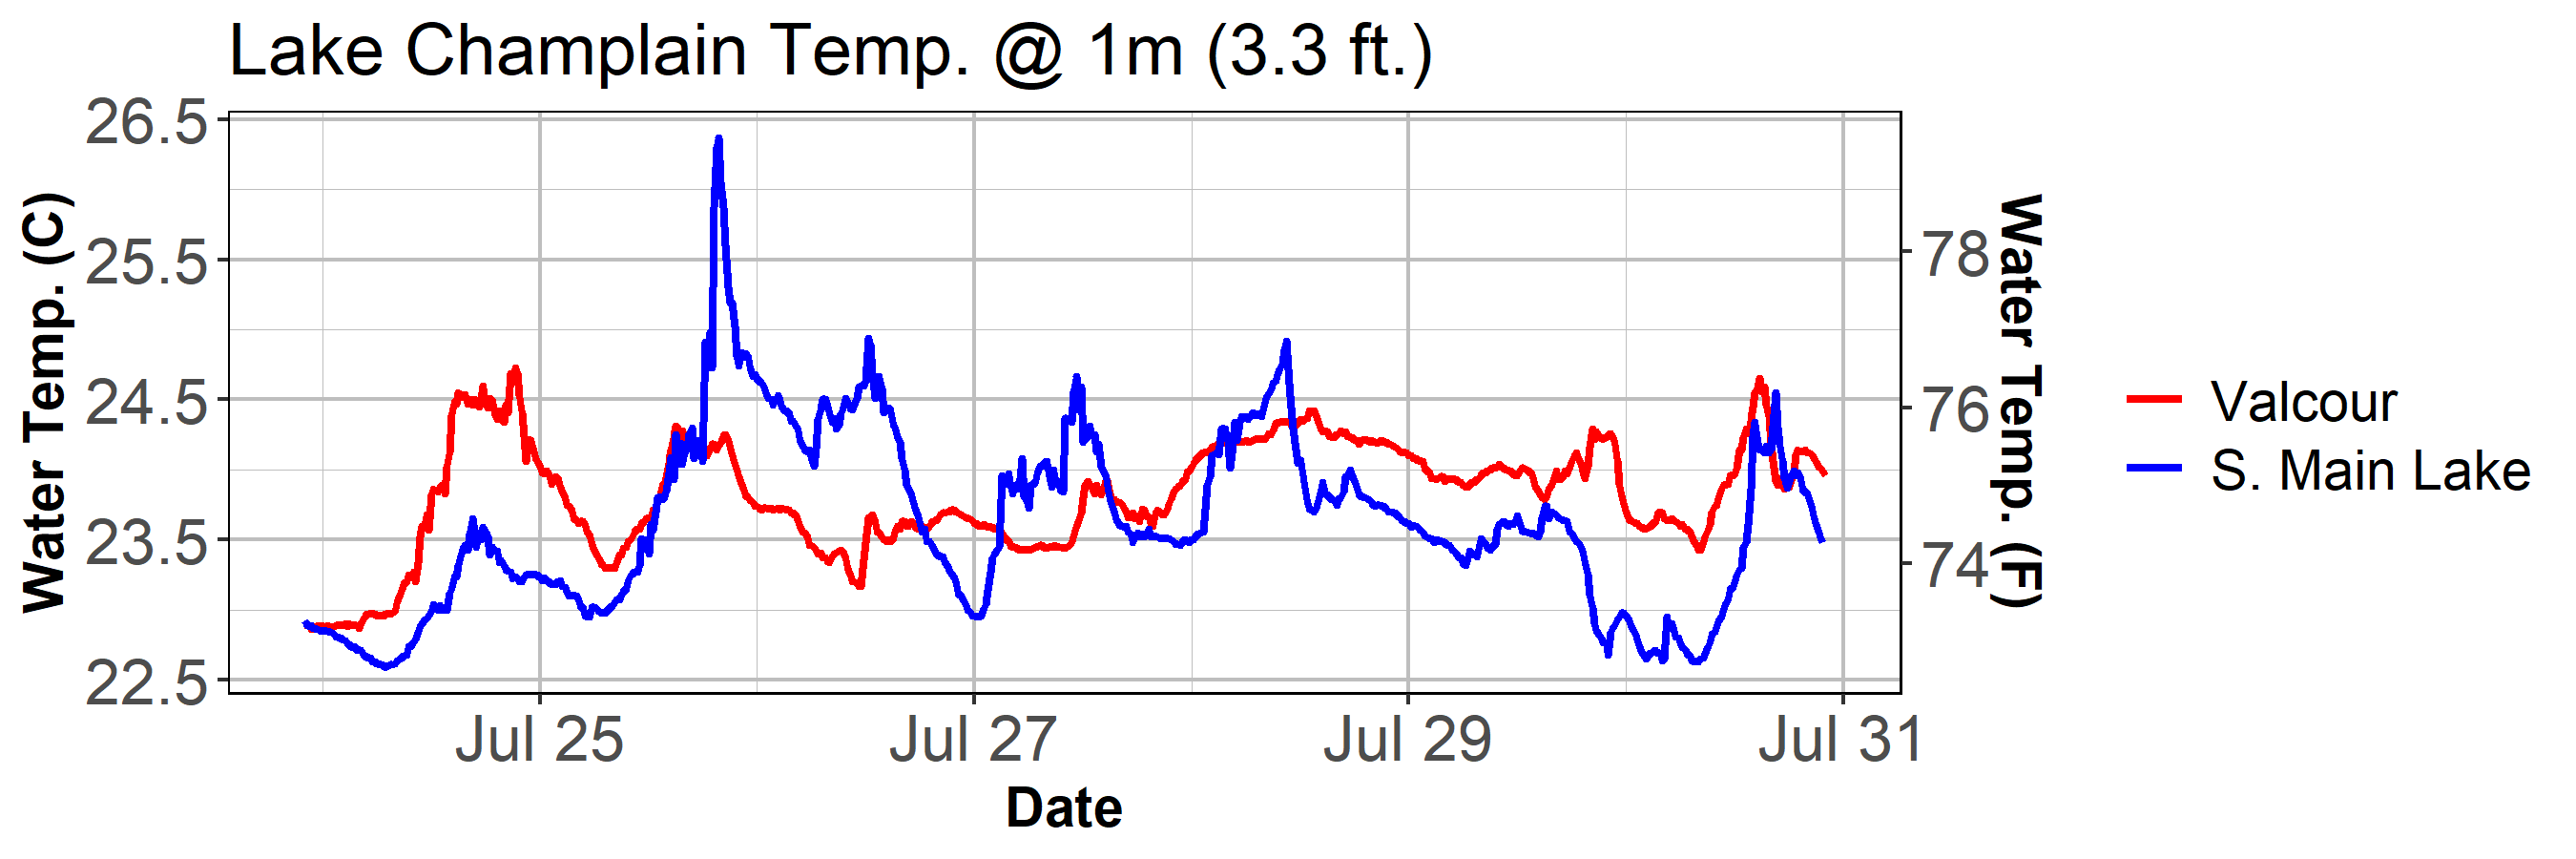 Lake Champlain Temp. @ 1m (3.3 ft.)
Water Temp. (C)
26.5
25.5
24.5
23.5
22.5
78
76
74
Water Temp. (F)
Jul 25
Jul 27
Jul 29
Jul 31
Date
Valcour
S. Main Lake